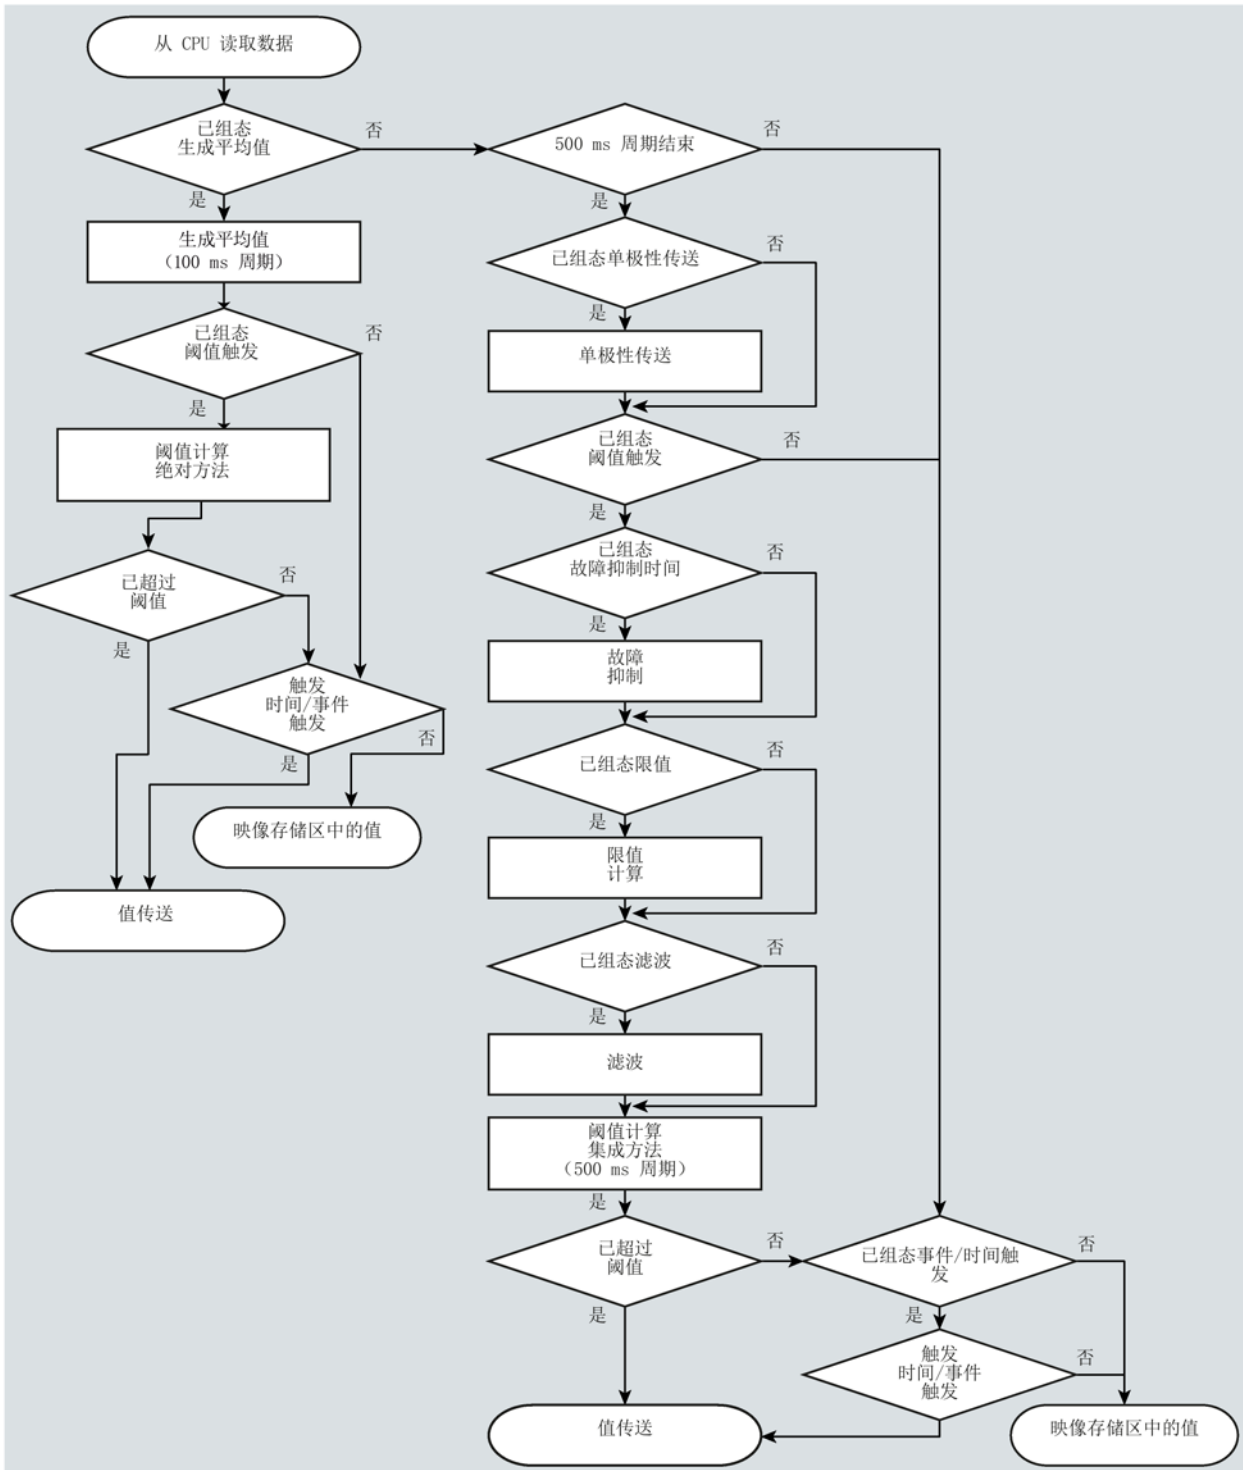 从 CPU 读取数据
已组态
生成平均值
否
是
生成平均值
(100 ms 周期)
已组态
阈值触发
否
是
阈值计算
绝对方法
已超过
阈值
否
是
触发
时间/事件
触发
否
是
映像存储区中的值
值传送
500 ms 周期结束
否
是
已组态单极性传送
否
是
单极性传送
已组态
阈值触发
否
是
已组态
故障抑制时间
否
是
故障
抑制
已组态限值
否
是
限值
计算
已组态滤波
否
是
滤波
阈值计算
集成方法
(500 ms 周期)
是
已超过
阈值
否
是
已组态事件/时间触
发
否
是
触发
时间/事件
触发
否
值传送
映像存储区中的值